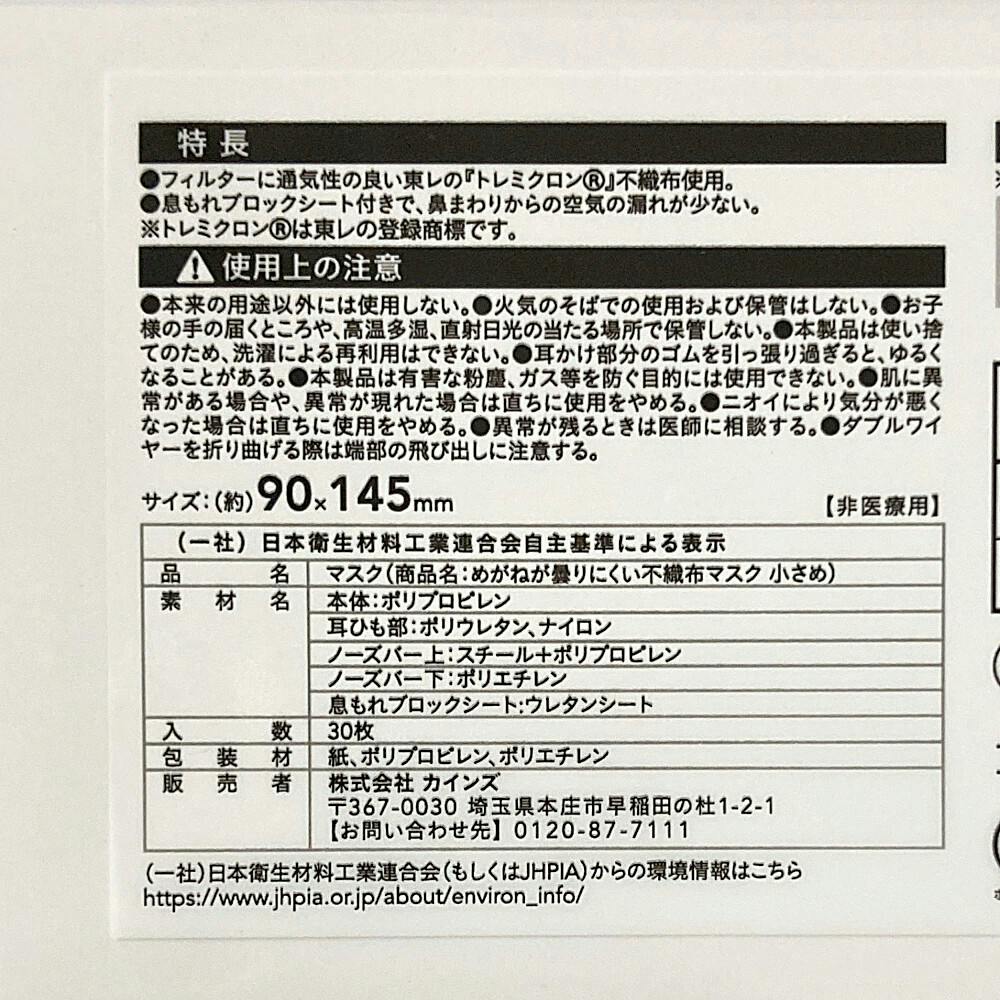 特長
●フィルターに通気性の良い東レの『トレミクロン®』不織布使用。
●息もれブロックシート付きで、鼻まわりからの空気の漏れが少ない。
※トレミクロン®は東レの登録商標です。
⚠使用上の注意
●本来の用途以外には使用しない。●火気のそばでの使用および保管はしない。●お子
様の手の届くところや、高温多湿、直射日光の当たる場所で保管しない。●本製品は使い捨
てのため、洗濯による再利用はできない。●耳かけ部分のゴムを引っ張り過ぎると、ゆるく
なることがある。●本製品は有害な粉塵、ガス等を防ぐ目的には使用できない。●肌に異
常がある場合や、異常が現れた場合は直ちに使用をやめる。●ニオイにより気分が悪く
なった場合は直ちに使用をやめる。●異常が残るときは医師に相談する。●ダブルワイ
ヤーを折り曲げる際は端部の飛び出しに注意する。
サイズ:(約)90×145mm 【非医療用】
(一社)日本衛生材料工業連合会自主基準による表示
品名 マスク(商品名:めがねが曇りにくい不織布マスク 小さめ)
素材名 本体:ポリプロピレン
耳ひも部:ポリウレタン、ナイロン
ノーズバー上:スチール+ポリプロピレン
ノーズバー下:ポリエチレン
息もれブロックシート:ウレタンシート
入数 30枚
包装材 紙、ポリプロピレン、ポリエチレン
販売者 株式会社 カインズ
〒367-0030 埼玉県本庄市早稲田の杜1-2-1
【お問い合わせ先】0120-87-7111
(一社)日本衛生材料工業連合会(もしくはJHPIA)からの環境情報はこちら
https://www.jhpia.or.jp/about/environ_info/